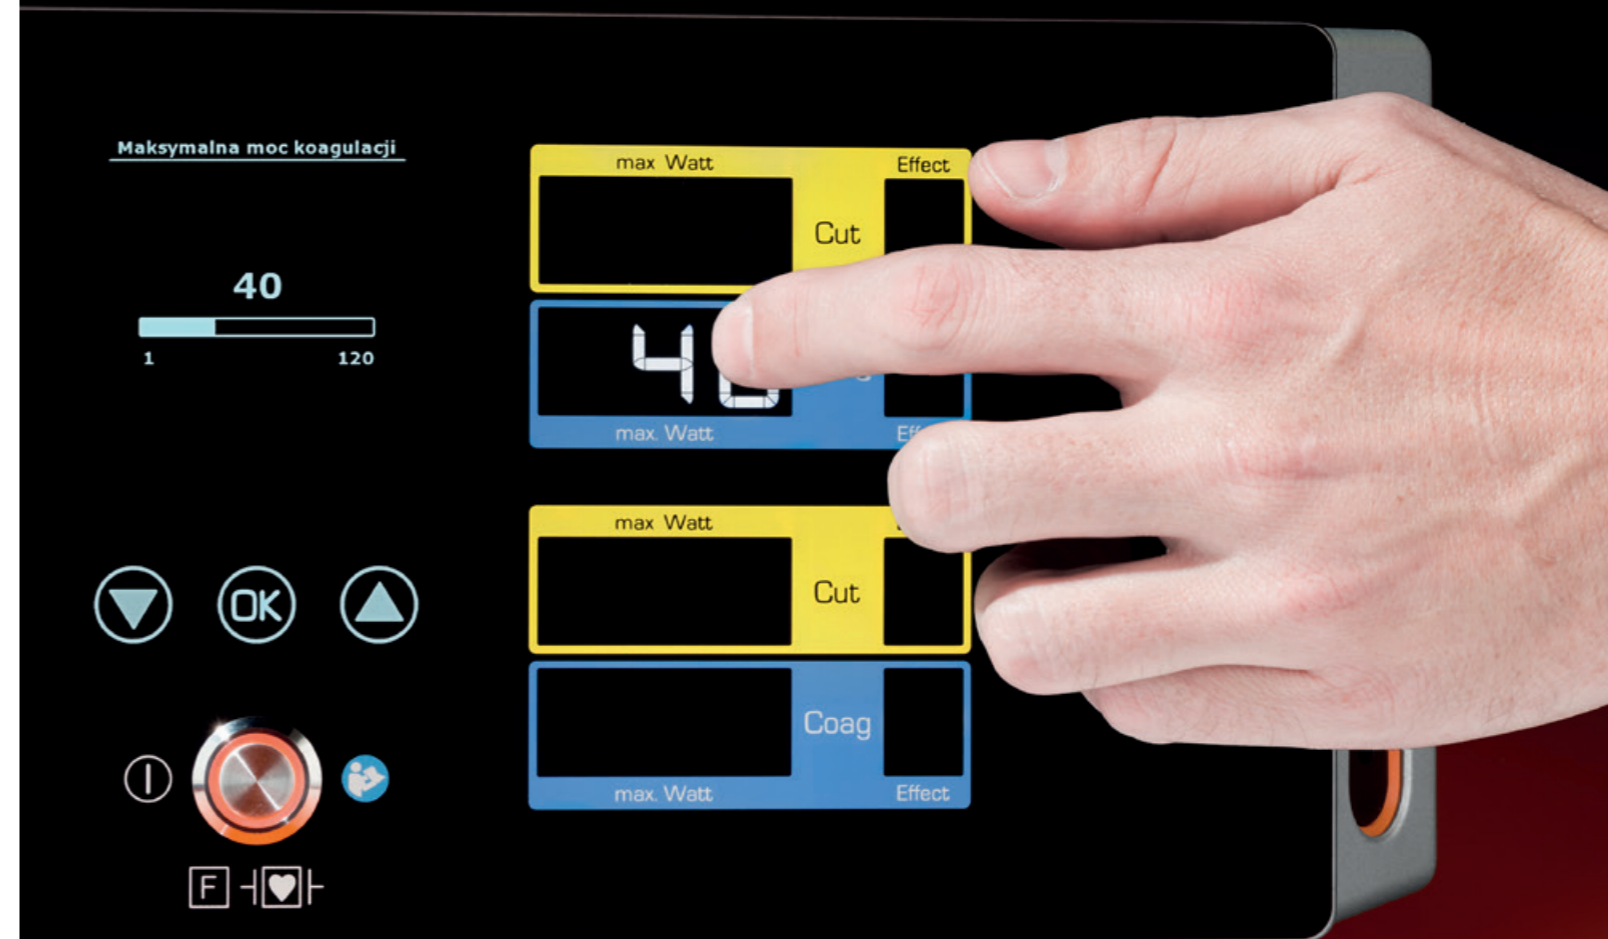 Maksymalna moc koagulacji
40
1 120
OK
F
max Watt Effect
Cut
max. Watt
max Watt
Cut
Coag
max. Watt Effect